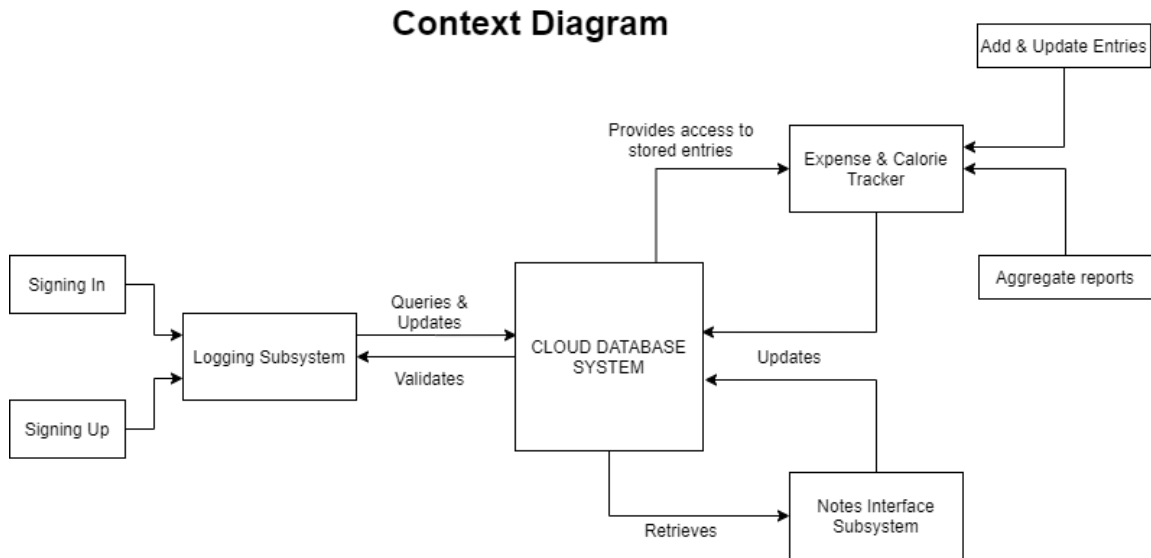 Context Diagram
Add & Update Entries
Provides access to
stored entries
Expense & Calorie
Tracker
Signing In
Aggregate reports
Queries &
Updates
Logging Subsystem
CLOUD DATABASE
SYSTEM
Updates
Validates
Signing Up
Notes Interface
Subsystem
Retrieves